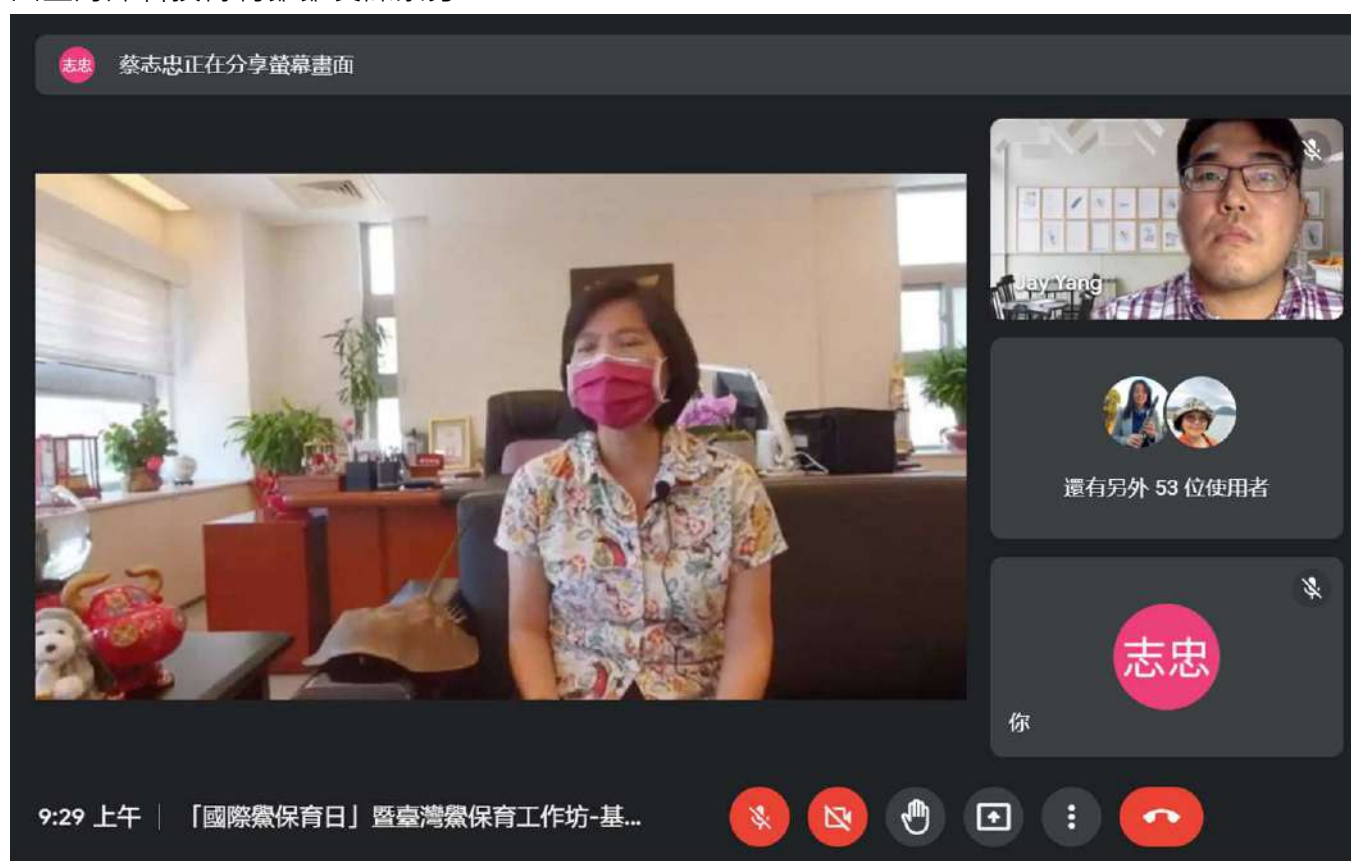 志忠 蔡志忠正在分享螢幕畫面
Jay Yang
還有另外 53 位使用者
志忠
你
9:29 上午 | 「國際鱟保育日」暨臺灣鱟保育工作坊-基...